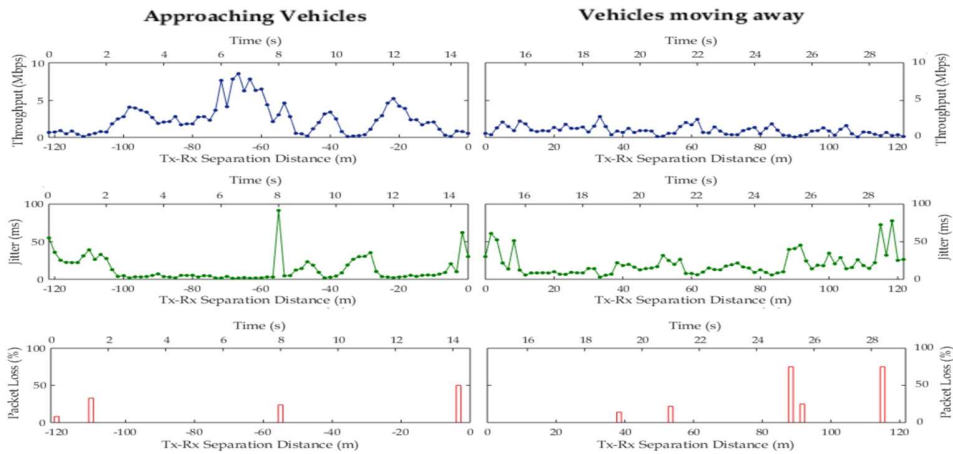 Approaching Vehicles
Vehicles moving away
Time (s)
Time (s)
0 2 4 6 8 10 12 14
16 18 20 22 24 26 28
Throughput (Mbps)
10
5
0
10
5
0
Throughput (Mbps)
-120 -100 -80 -60 -40 -20 0
0 20 40 60 80 100 120
Tx-Rx Separation Distance (m)
Tx-Rx Separation Distance (m)
Time (s)
Time (s)
0 2 4 6 8 10 12 14
16 18 20 22 24 26 28
Jitter (ms)
100
50
0
100
50
0
Jitter (ms)
-120 -100 -80 -60 -40 -20 0
0 20 40 60 80 100 120
Tx-Rx Separation Distance (m)
Tx-Rx Separation Distance (m)
Time (s)
Time (s)
0 2 4 6 8 10 12 14
16 18 20 22 24 26 28
Packet Loss (%)
100
50
0
100
50
0
Packet Loss (%)
-120 -100 -80 -60 -40 -20 0
0 20 40 60 80 100 120
Tx-Rx Separation Distance (m)
Tx-Rx Separation Distance (m)